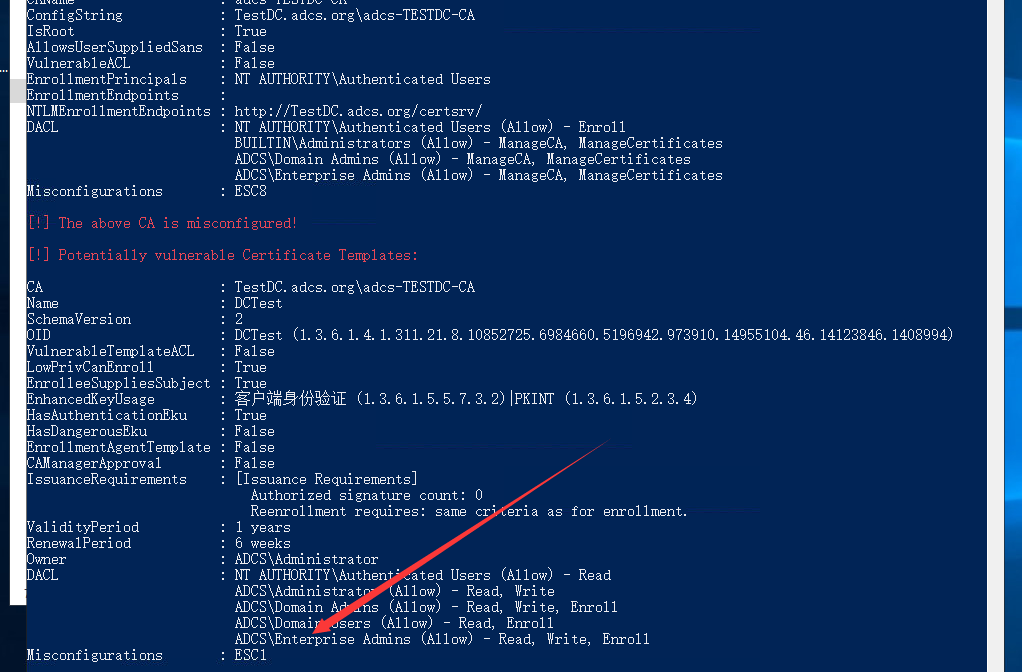 CAName : adcs-TESTDC-CA
ConfigString : TestDC.adcs.org\adcs-TESTDC-CA
IsRoot : True
AllowsUserSuppliedSans : False
VulnerableACL : False
EnrollmentPrincipals : NT AUTHORITY\Authenticated Users
EnrollmentEndpoints :
NTLMEnrollmentEndpoints : http://TestDC.adcs.org/certsrv/
DACL : NT AUTHORITY\Authenticated Users (Allow) - Enroll
BUILTIN\Administrators (Allow) - ManageCA, ManageCertificates
ADCS\Domain Admins (Allow) - ManageCA, ManageCertificates
ADCS\Enterprise Admins (Allow) - ManageCA, ManageCertificates
Misconfigurations : ESC8
[!] The above CA is misconfigured!
[!] Potentially vulnerable Certificate Templates:
CA : TestDC.adcs.org\adcs-TESTDC-CA
Name : DCTest
SchemaVersion : 2
OID : DCTest (1.3.6.1.4.1.311.21.8.10852725.6984660.5196942.973910.14955104.46.14123846.1408994)
VulnerableTemplateACL : False
LowPrivCanEnroll : True
EnrolleeSuppliesSubject : True
EnhancedKeyUsage : 客户端身份验证 (1.3.6.1.5.5.7.3.2)|PKINT (1.3.6.1.5.2.3.4)
HasAuthenticationEku : True
HasDangerousEku : False
EnrollmentAgentTemplate : False
CAManagerApproval : False
IssuanceRequirements : [Issuance Requirements]
Authorized signature count: 0
Reenrollment requires: same criteria as for enrollment.
ValidityPeriod : 1 years
RenewalPeriod : 6 weeks
Owner : ADCS\Administrator
DACL : NT AUTHORITY\Authenticated Users (Allow) - Read
ADCS\Administrator (Allow) - Read, Write
ADCS\Domain Admins (Allow) - Read, Write, Enroll
ADCS\Domain Users (Allow) - Read, Enroll
ADCS\Enterprise Admins (Allow) - Read, Write, Enroll
Misconfigurations : ESC1